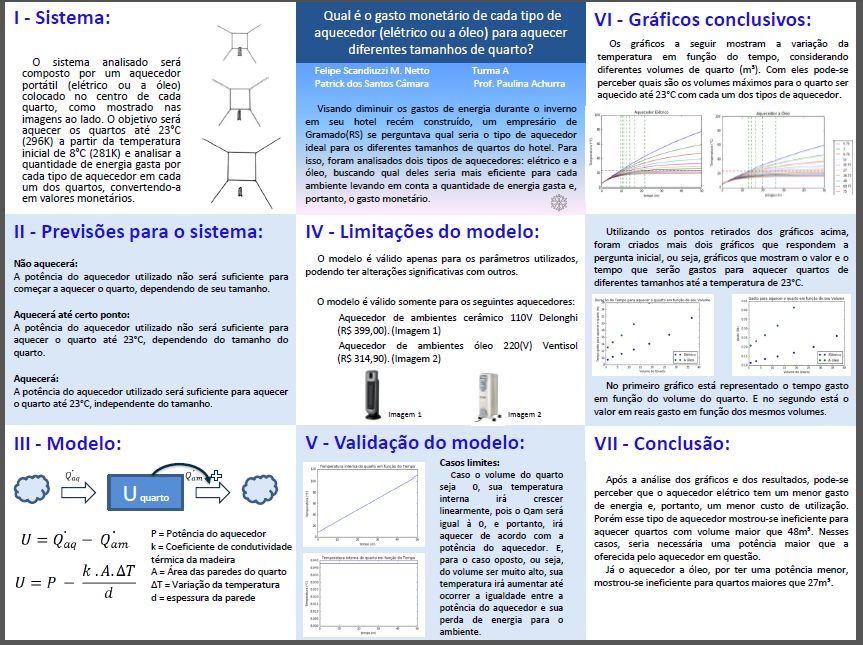 I - Sistema:
O sistema analisado será
composto por um aquecedor
portátil (elétrico ou a óleo)
colocado no centro de cada
quarto, como mostrado nas
imagens ao lado. O objetivo será
aquecer os quartos até 23°C
(296K) a partir da temperatura
inicial de 8°C (281K) e analisar a
quantidade de energia gasta por
cada tipo de aquecedor em cada
um dos quartos, convertendo-a
em valores monetários.
Qual é o gasto monetário de cada tipo de
aquecedor (elétrico ou a óleo) para aquecer
diferentes tamanhos de quarto?
Felipe Scandiuzzi M. Netto Turma A
Patrick dos Santos Câmara Prof. Paulina Achurra
Visando diminuir os gastos de energia durante o inverno
em seu hotel recém construído, um empresário de
Gramado(RS) se perguntava qual seria o tipo de aquecedor
ideal para os diferentes tamanhos de quartos do hotel. Para
isso, foram analisados dois tipos de aquecedores: elétrico e a
óleo, buscando qual deles seria mais eficiente para cada
ambiente levando em conta a quantidade de energia gasta e,
portanto, o gasto monetário.
VI - Gráficos conclusivos:
Os gráficos a seguir mostram a variação da
temperatura em função do tempo, considerando
diferentes volumes de quarto (m³). Com eles pode-se
perceber quais são os volumes máximos para o quarto ser
aquecido até 23°C com cada um dos tipos de aquecedor.
Aquecedor Elétrico
Aquecedor a Óleo
II - Previsões para o sistema:
Não aquecerá:
A potência do aquecedor utilizado não será suficiente para
começar a aquecer o quarto, dependendo de seu tamanho.
Aquecerá até certo ponto:
A potência do aquecedor utilizado não será suficiente para
aquecer o quarto até 23°C, dependendo do tamanho do
quarto.
Aquecerá:
A potência do aquecedor utilizado será suficiente para aquecer
o quarto até 23°C, independente do tamanho.
IV - Limitações do modelo:
O modelo é válido apenas para os parâmetros utilizados,
podendo ter alterações significativas com outros.
O modelo é válido somente para os seguintes aquecedores:
Aquecedor de ambientes cerâmico 110V Delonghi
(R$ 399,00). (Imagem 1)
Aquecedor de ambientes óleo 220(V) Ventisol
(R$ 314,90). (Imagem 2)
Imagem 1
Imagem 2
Utilizando os pontos retirados dos gráficos acima,
foram criados mais dois gráficos que respondem a
pergunta inicial, ou seja, gráficos que mostram o valor e o
tempo que serão gastos para aquecer quartos de
diferentes tamanhos até a temperatura de 23°C.
No primeiro gráfico está representado o tempo gasto
em função do volume do quarto. E no segundo está o
valor em reais gasto em função dos mesmos volumes.
III - Modelo:
Q̇aq
U quarto
Q̇am
U = Q̇aq − Q̇am
U = P − k . A. ΔT / d
P = Potência do aquecedor
k = Coeficiente de condutividade
térmica da madeira
A = Área das paredes do quarto
ΔT = Variação da temperatura
d = espessura da parede
V - Validação do modelo:
Temperatura interna do quarto em função do Tempo
Temperatura interna do quarto em função do Tempo
Casos limites:
Caso o volume do quarto
seja 0, sua temperatura
interna irá crescer
linearmente, pois o Qam será
igual à 0, e portanto, irá
aquecer de acordo com a
potência do aquecedor. E,
para o caso oposto, ou seja,
do volume ser muito alto, sua
temperatura irá aumentar até
ocorrer a igualdade entre a
potência do aquecedor e sua
perda de energia para o
ambiente.
VII - Conclusão:
Após a análise dos gráficos e dos resultados, pode-se
perceber que o aquecedor elétrico tem um menor gasto
de energia e, portanto, um menor custo de utilização.
Porém esse tipo de aquecedor mostrou-se ineficiente para
aquecer quartos com volume maior que 48m³. Nesses
casos, seria necessária uma potência maior que a
oferecida pelo aquecedor em questão.
Já o aquecedor a óleo, por ter uma potência menor,
mostrou-se ineficiente para quartos maiores que 27m³.